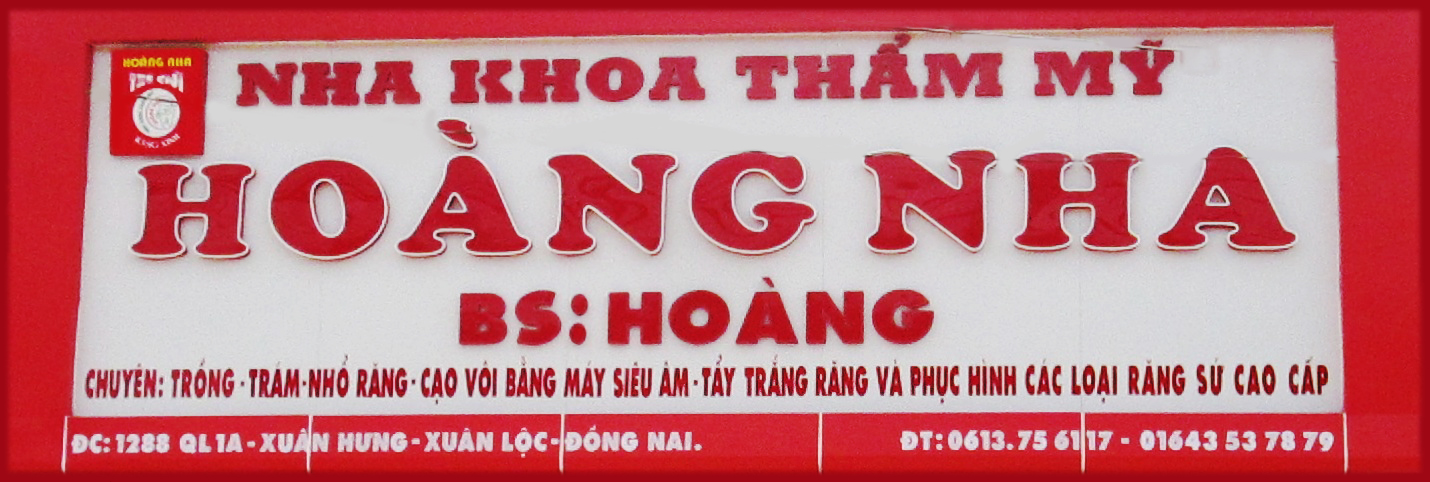 HOÀNG NHA
NHA KHOA THẨM MỸ
HOÀNG NHA
BS: HOÀNG
CHUYÊN: TRỒNG - TRÁM - NHỔ RĂNG - CẠO VÔI BẰNG MÁY SIÊU ÂM - TẨY TRẮNG RĂNG VÀ PHỤC HÌNH CÁC LOẠI RĂNG SỨ CAO CẤP
ĐC: 1288 QL 1A - XUÂN HƯNG - XUÂN LỘC - ĐỒNG NAI.
ĐT: 0613. 75 61 17 - 01643 53 78 79